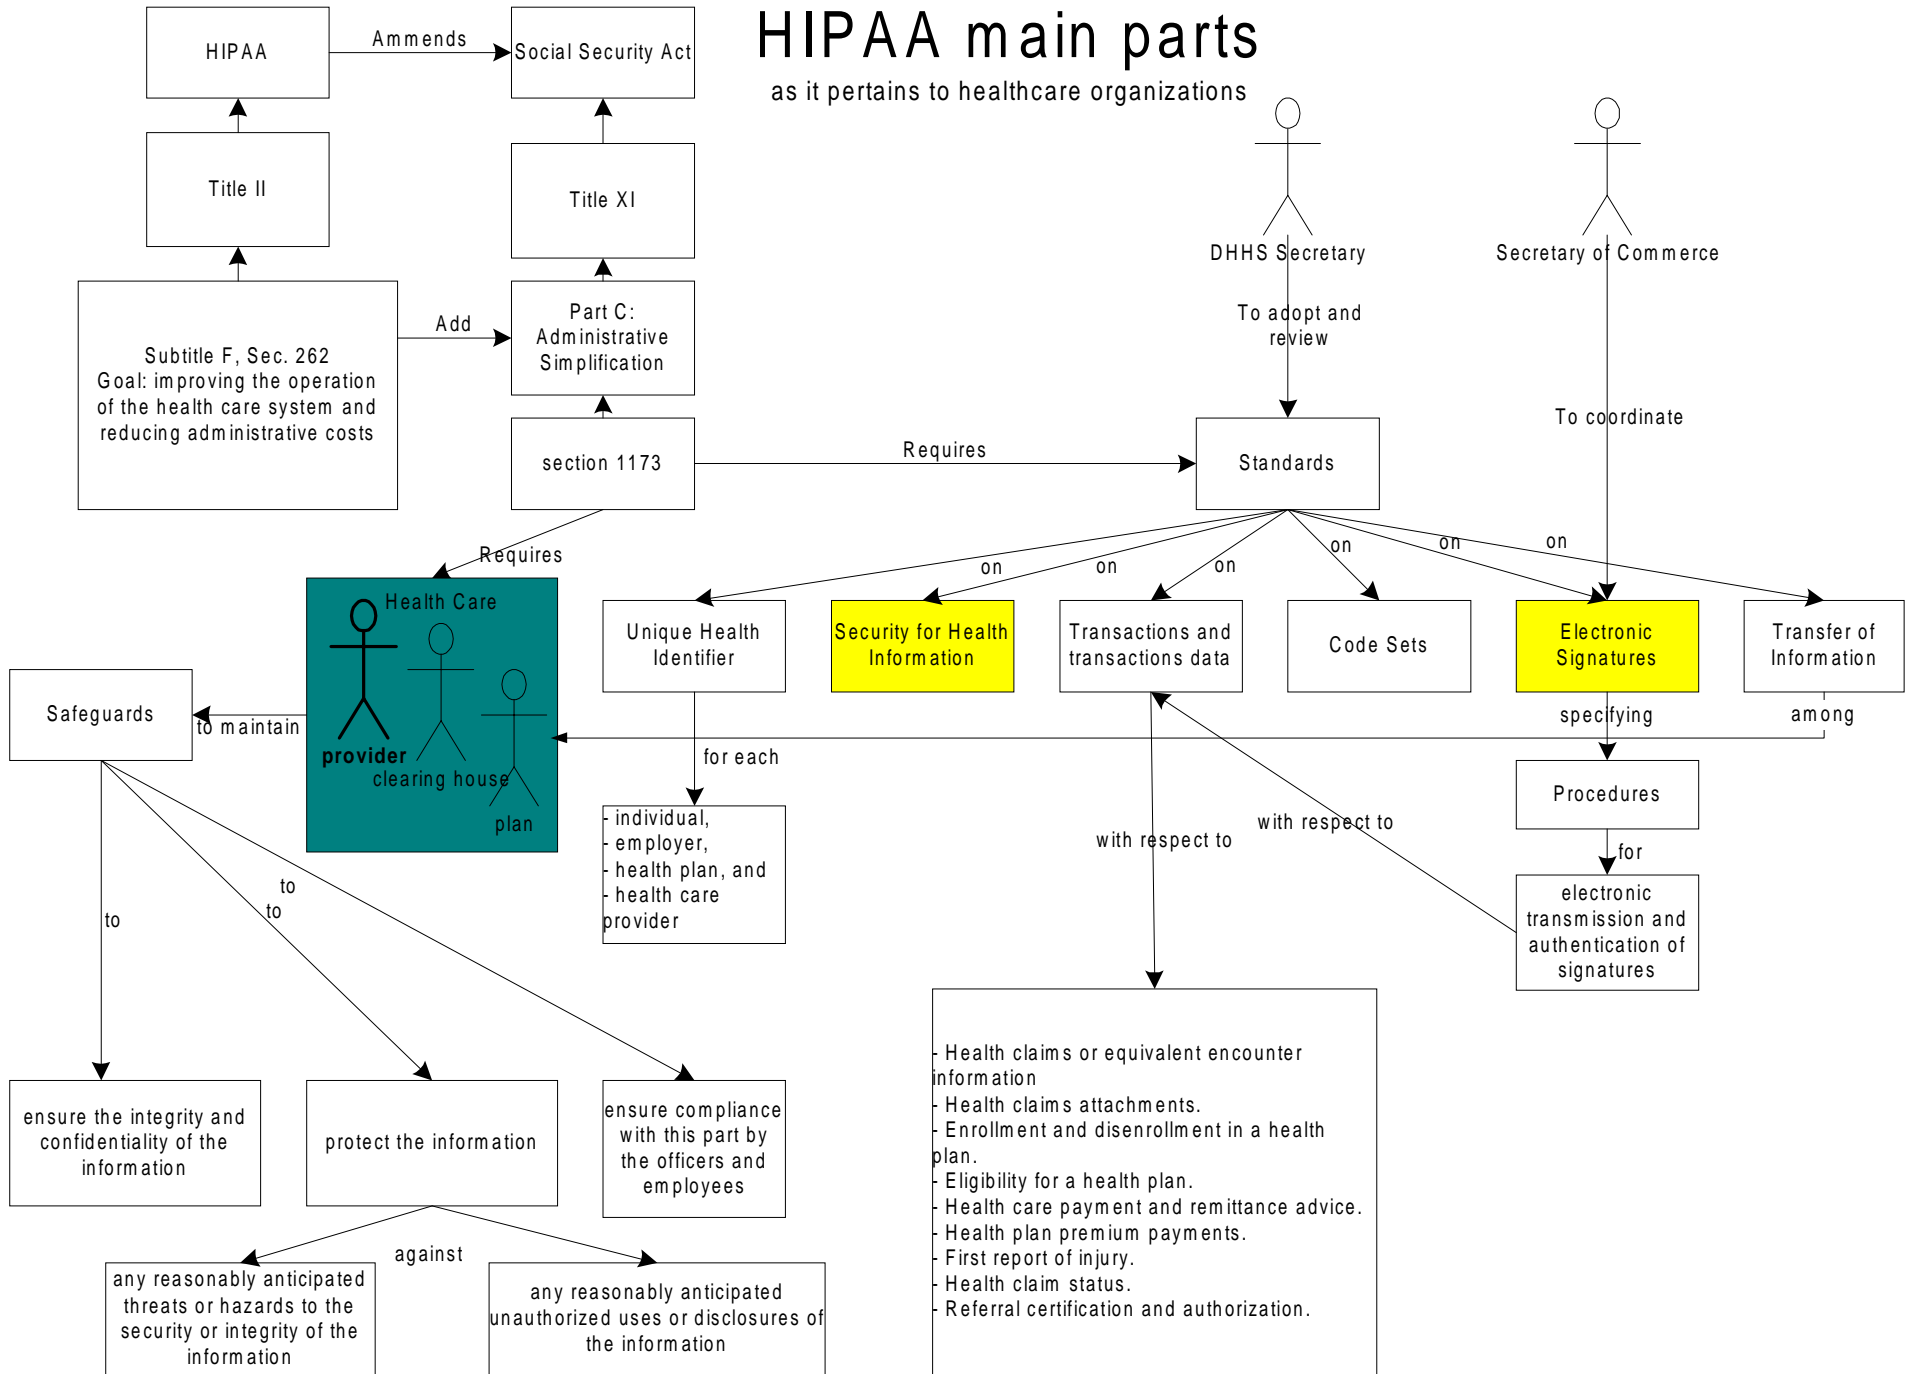 HIPAA main parts
as it pertains to healthcare organizations
HIPAA
Ammends
Social Security Act
Title II
Title XI
DHHS Secretary
Secretary of Commerce
Subtitle F, Sec. 262
Goal: improving the operation
of the health care system and
reducing administrative costs
Add
Part C:
Administrative
Simplification
To adopt and
review
To coordinate
section 1173
Requires
Standards
Requires
on
on
on
on
on
on
Health Care
provider
clearing house
plan
Unique Health
Identifier
Security for Health
Information
Transactions and
transactions data
Code Sets
Electronic
Signatures
Transfer of
Information
Safeguards
to maintain
for each
specifying
among
- individual,
- employer,
- health plan, and
- health care
provider
with respect to
with respect to
Procedures
for
electronic
transmission and
authentication of
signatures
to
to
to
ensure the integrity and
confidentiality of the
information
protect the information
ensure compliance
with this part by
the officers and
employees
- Health claims or equivalent encounter
information
- Health claims attachments.
- Enrollment and disenrollment in a health
plan.
- Eligibility for a health plan.
- Health care payment and remittance advice.
- Health plan premium payments.
- First report of injury.
- Health claim status.
- Referral certification and authorization.
against
any reasonably anticipated
threats or hazards to the
security or integrity of the
information
any reasonably anticipated
unauthorized uses or disclosures of
the information